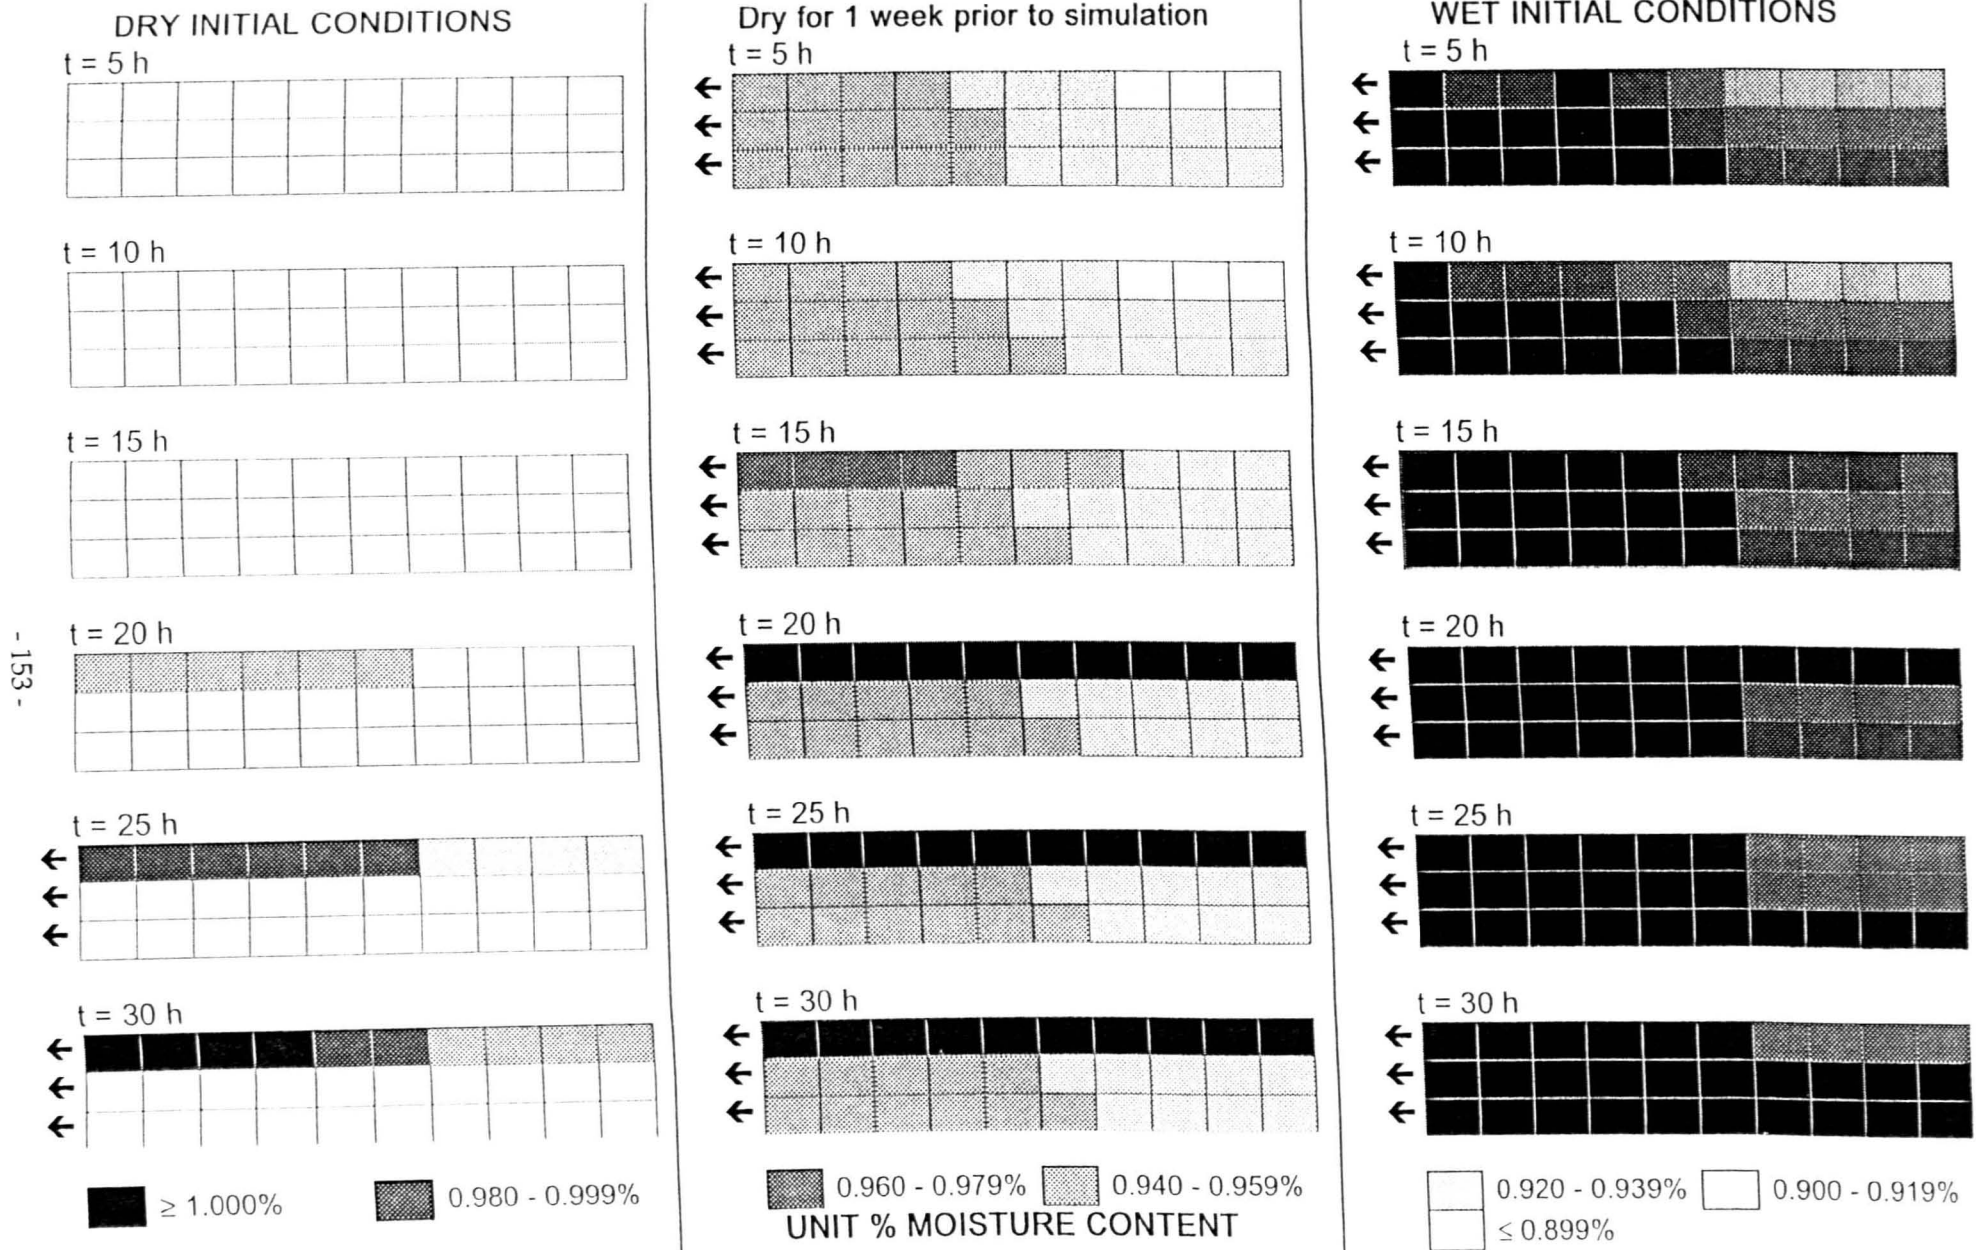 DRY INITIAL CONDITIONS
t = 5 h
t = 10 h
t = 15 h
t = 20 h
t = 25 h
t = 30 h
≥ 1.000%
0.980 - 0.999%
Dry for 1 week prior to simulation
t = 5 h
t = 10 h
t = 15 h
t = 20 h
t = 25 h
t = 30 h
0.960 - 0.979%
0.940 - 0.959%
UNIT % MOISTURE CONTENT
WET INITIAL CONDITIONS
t = 5 h
t = 10 h
t = 15 h
t = 20 h
t = 25 h
t = 30 h
0.920 - 0.939%
0.900 - 0.919%
≤ 0.899%
- 153 -